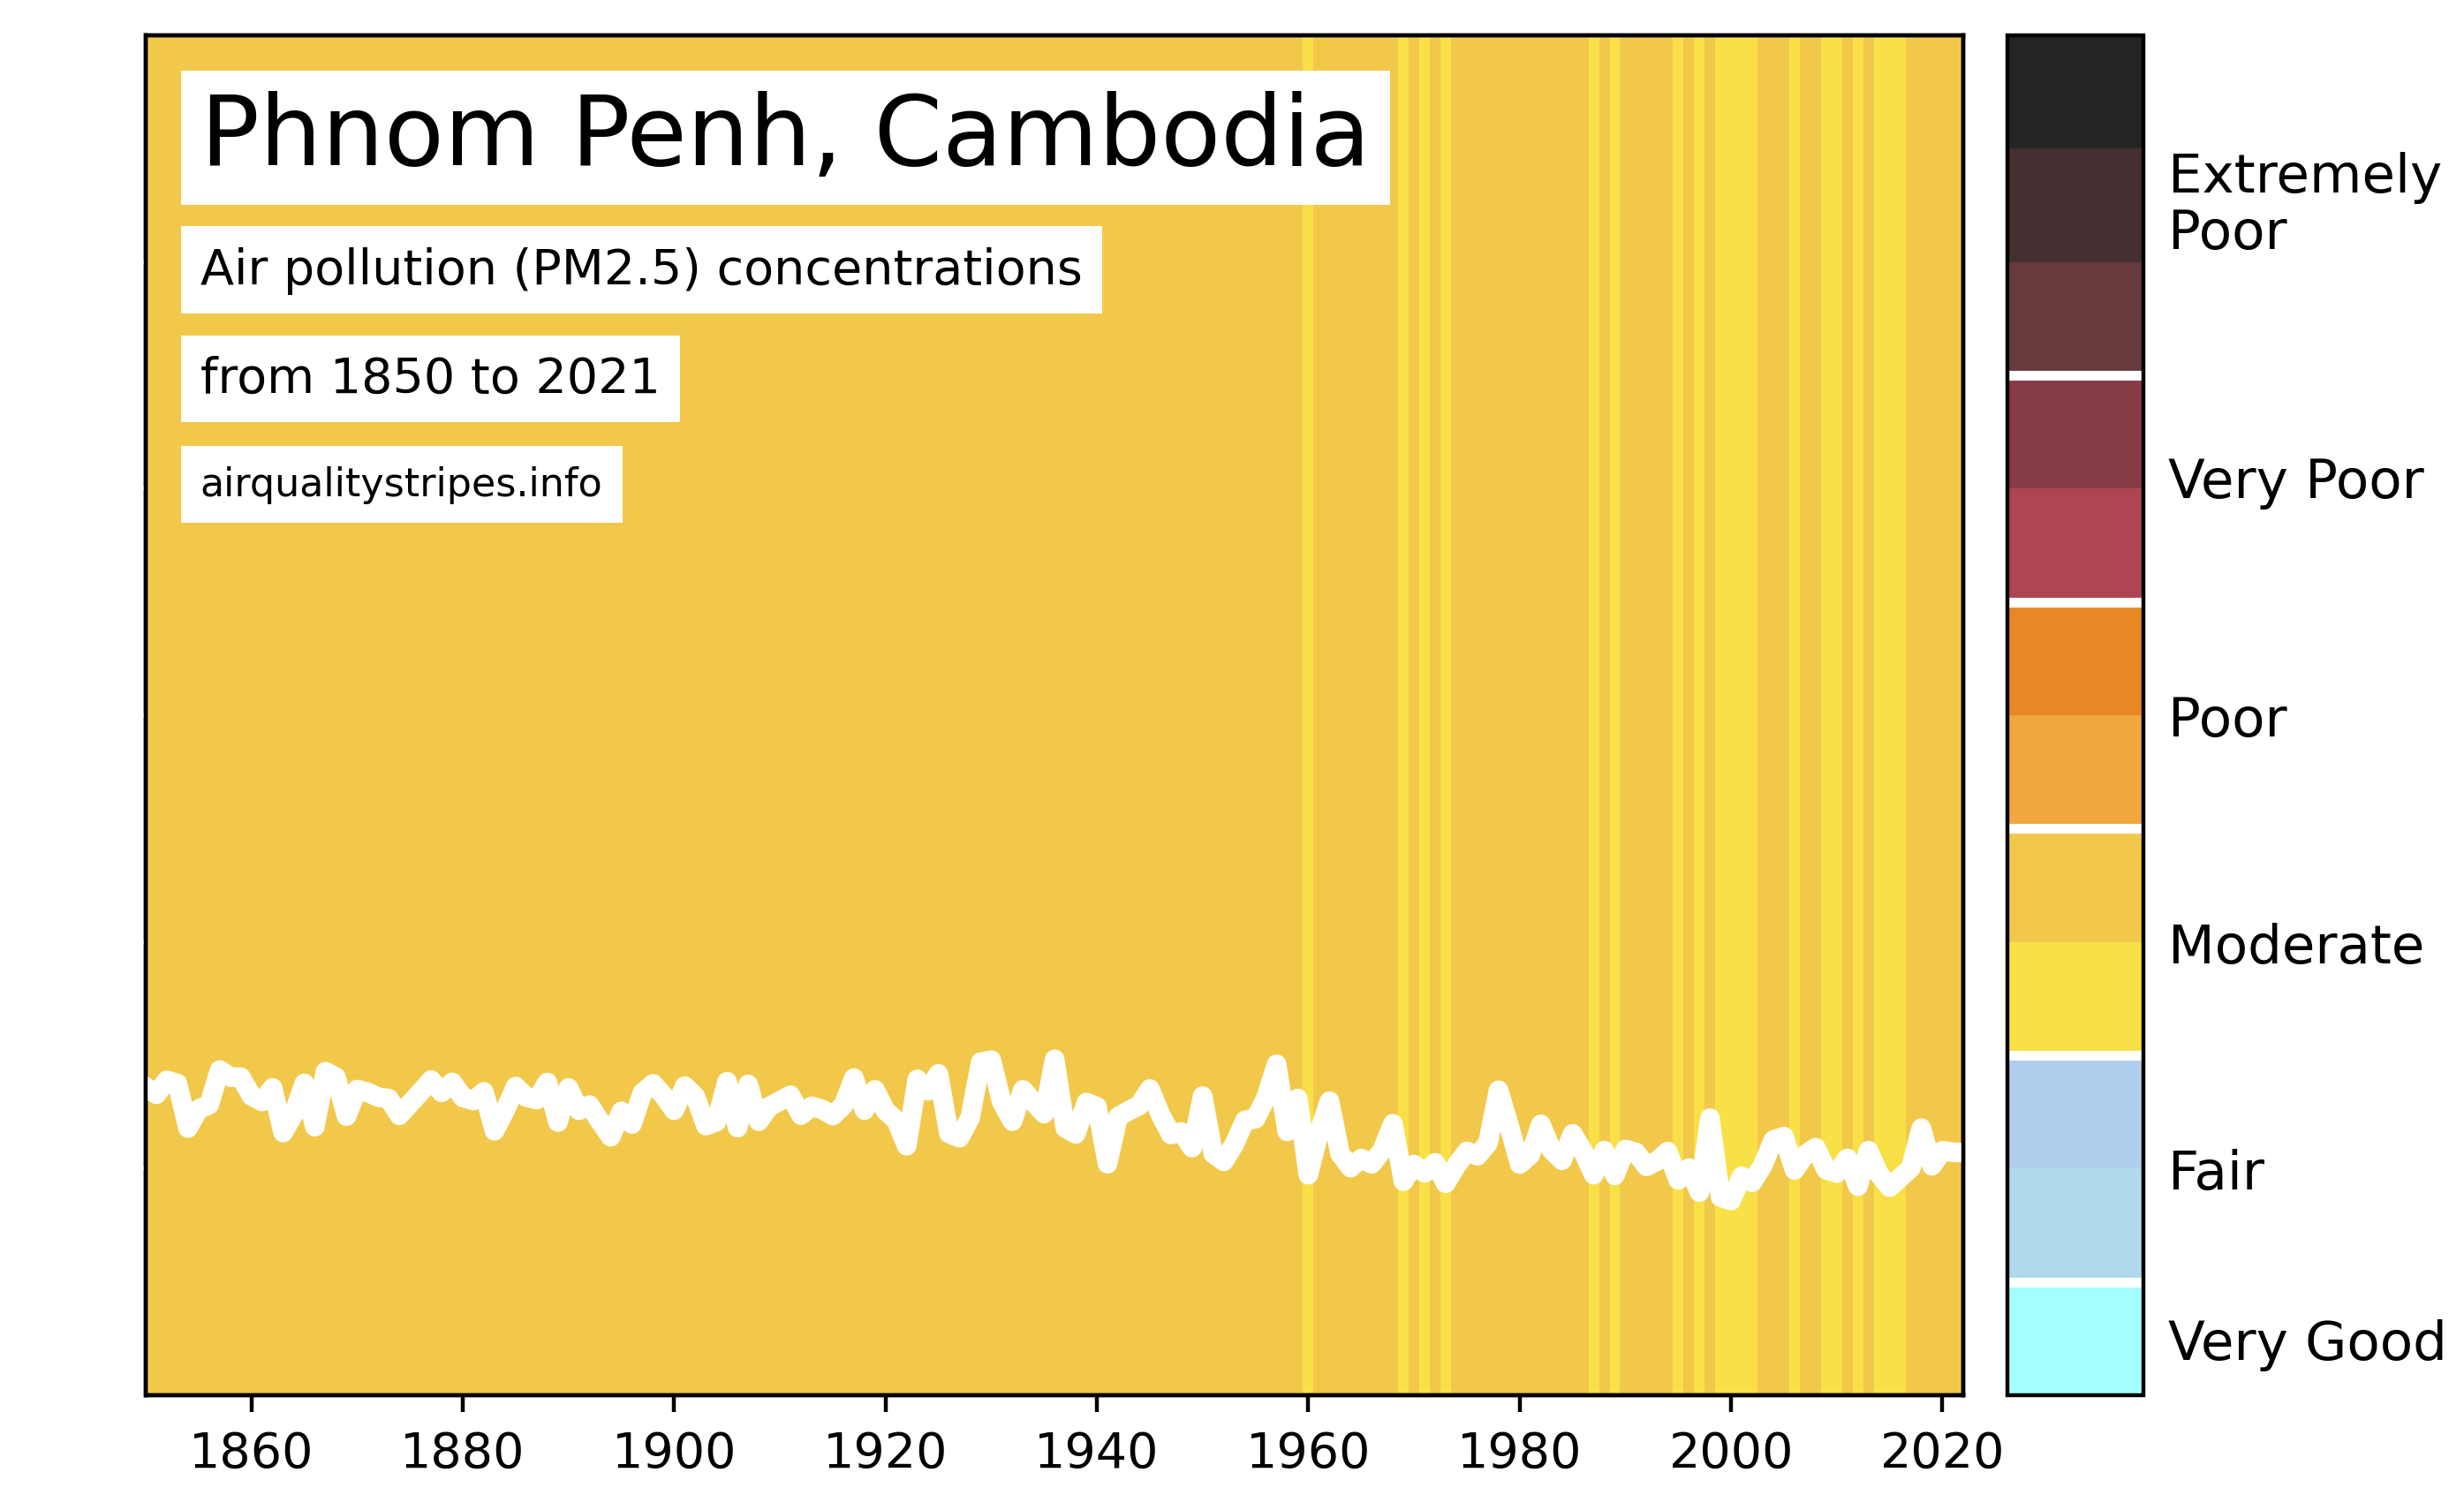 Phnom Penh, Cambodia
Air pollution (PM2.5) concentrations
from 1850 to 2021
airqualitystripes.info
Extremely
Poor
Very Poor
Poor
Moderate
Fair
Very Good
1860 1880 1900 1920 1940 1960 1980 2000 2020